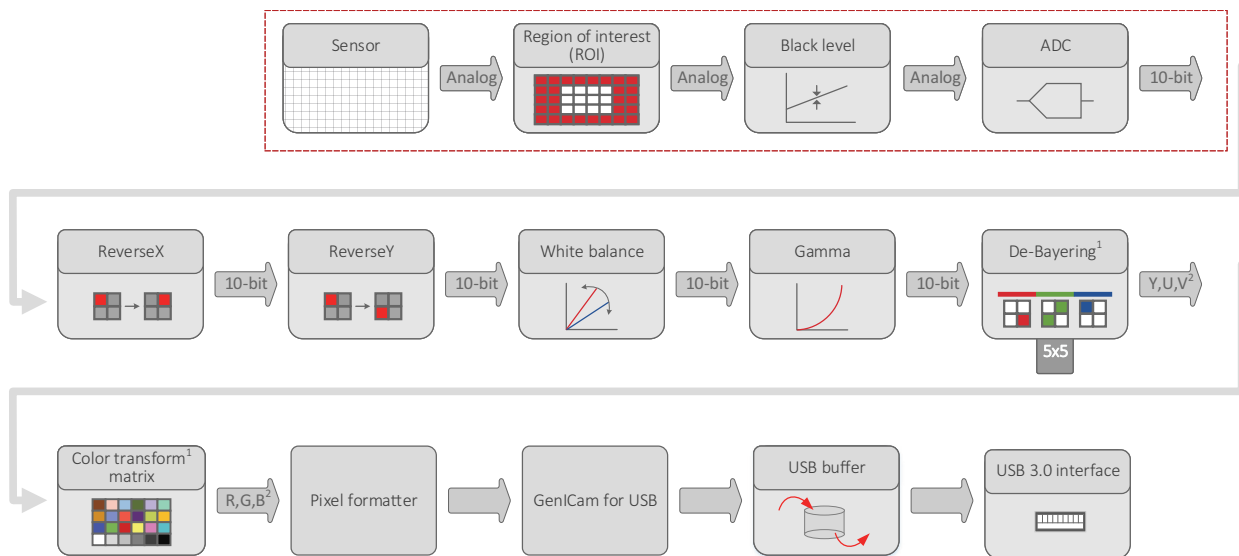 Sensor
Analog
Region of interest
(ROI)
Analog
Black level
Analog
ADC
10-bit
ReverseX
10-bit
ReverseY
10-bit
White balance
10-bit
Gamma
10-bit
De-Bayering1
5x5
Y,U,V2
Color transform1
matrix
R,G,B2
Pixel formatter
GenICam for USB
USB buffer
USB 3.0 interface